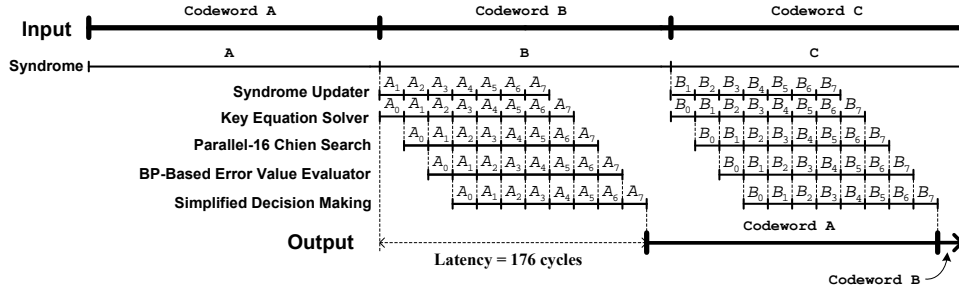 Codeword A Codeword B Codeword C
Input
Syndrome A B C
Syndrome Updater A1 A2 A3 A4 A5 A6 A7 B1 B2 B3 B4 B5 B6 B7
Key Equation Solver A0 A1 A2 A3 A4 A5 A6 A7 B0 B1 B2 B3 B4 B5 B6 B7
Parallel-16 Chien Search A0 A1 A2 A3 A4 A5 A6 A7 B0 B1 B2 B3 B4 B5 B6 B7
BP-Based Error Value Evaluator A0 A1 A2 A3 A4 A5 A6 A7 B0 B1 B2 B3 B4 B5 B6 B7
Simplified Decision Making A0 A1 A2 A3 A4 A5 A6 A7 B0 B1 B2 B3 B4 B5 B6 B7
Codeword A
Output
Latency = 176 cycles
Codeword B